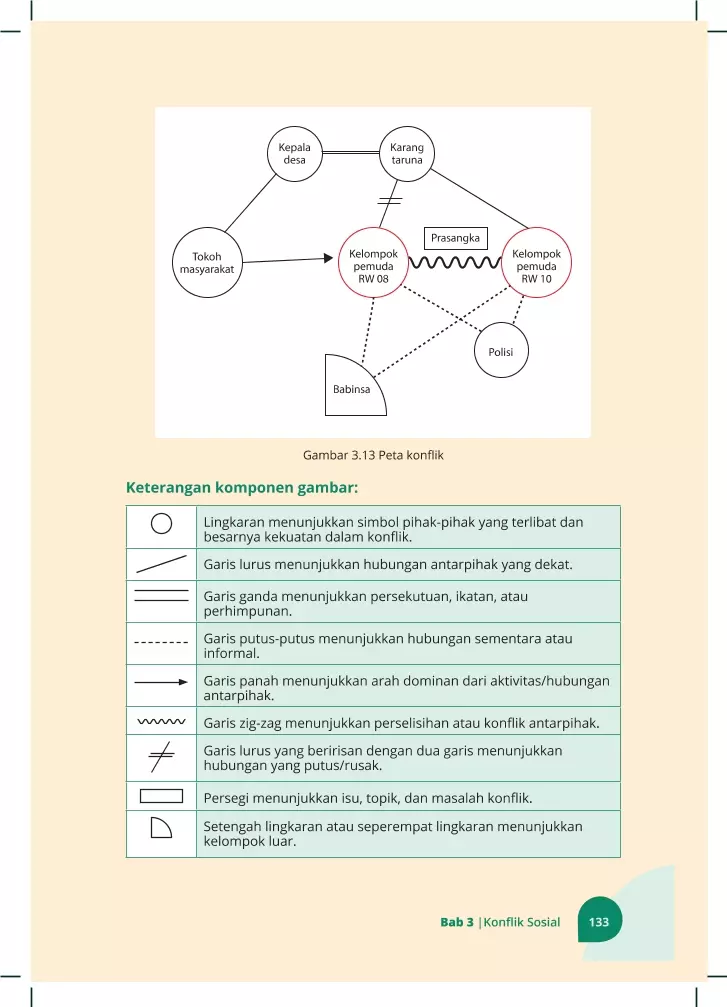 Kepala
desa
Karang
taruna
Prasangka
Tokoh
masyarakat
Kelompok
pemuda
RW 08
Kelompok
pemuda
RW 10
Polisi
Babinsa
Gambar 3.13 Peta konflik
Keterangan komponen gambar:
Lingkaran menunjukkan simbol pihak-pihak yang terlibat dan
besarnya kekuatan dalam konflik.
Garis lurus menunjukkan hubungan antarpihak yang dekat.
Garis ganda menunjukkan persekutuan, ikatan, atau
perhimpunan.
Garis putus-putus menunjukkan hubungan sementara atau
informal.
Garis panah menunjukkan arah dominan dari aktivitas/hubungan
antarpihak.
Garis zig-zag menunjukkan perselisihan atau konflik antarpihak.
Garis lurus yang beririsan dengan dua garis menunjukkan
hubungan yang putus/rusak.
Persegi menunjukkan isu, topik, dan masalah konflik.
Setengah lingkaran atau seperempat lingkaran menunjukkan
kelompok luar.
Bab 3 | Konflik Sosial 133